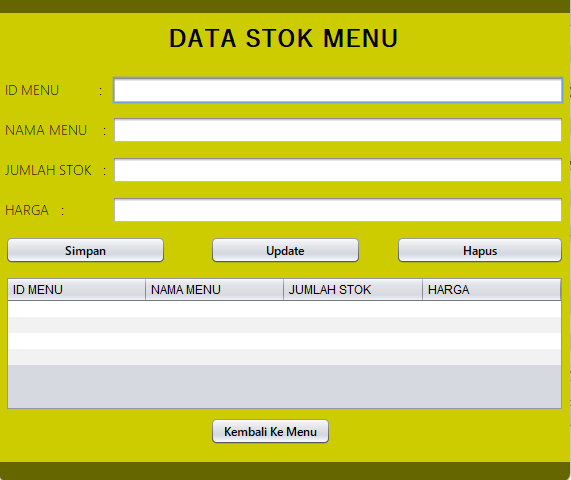 DATA STOK MENU
ID MENU :
NAMA MENU :
JUMLAH STOK :
HARGA :
Simpan Update Hapus
ID MENU NAMA MENU JUMLAH STOK HARGA
Kembali Ke Menu